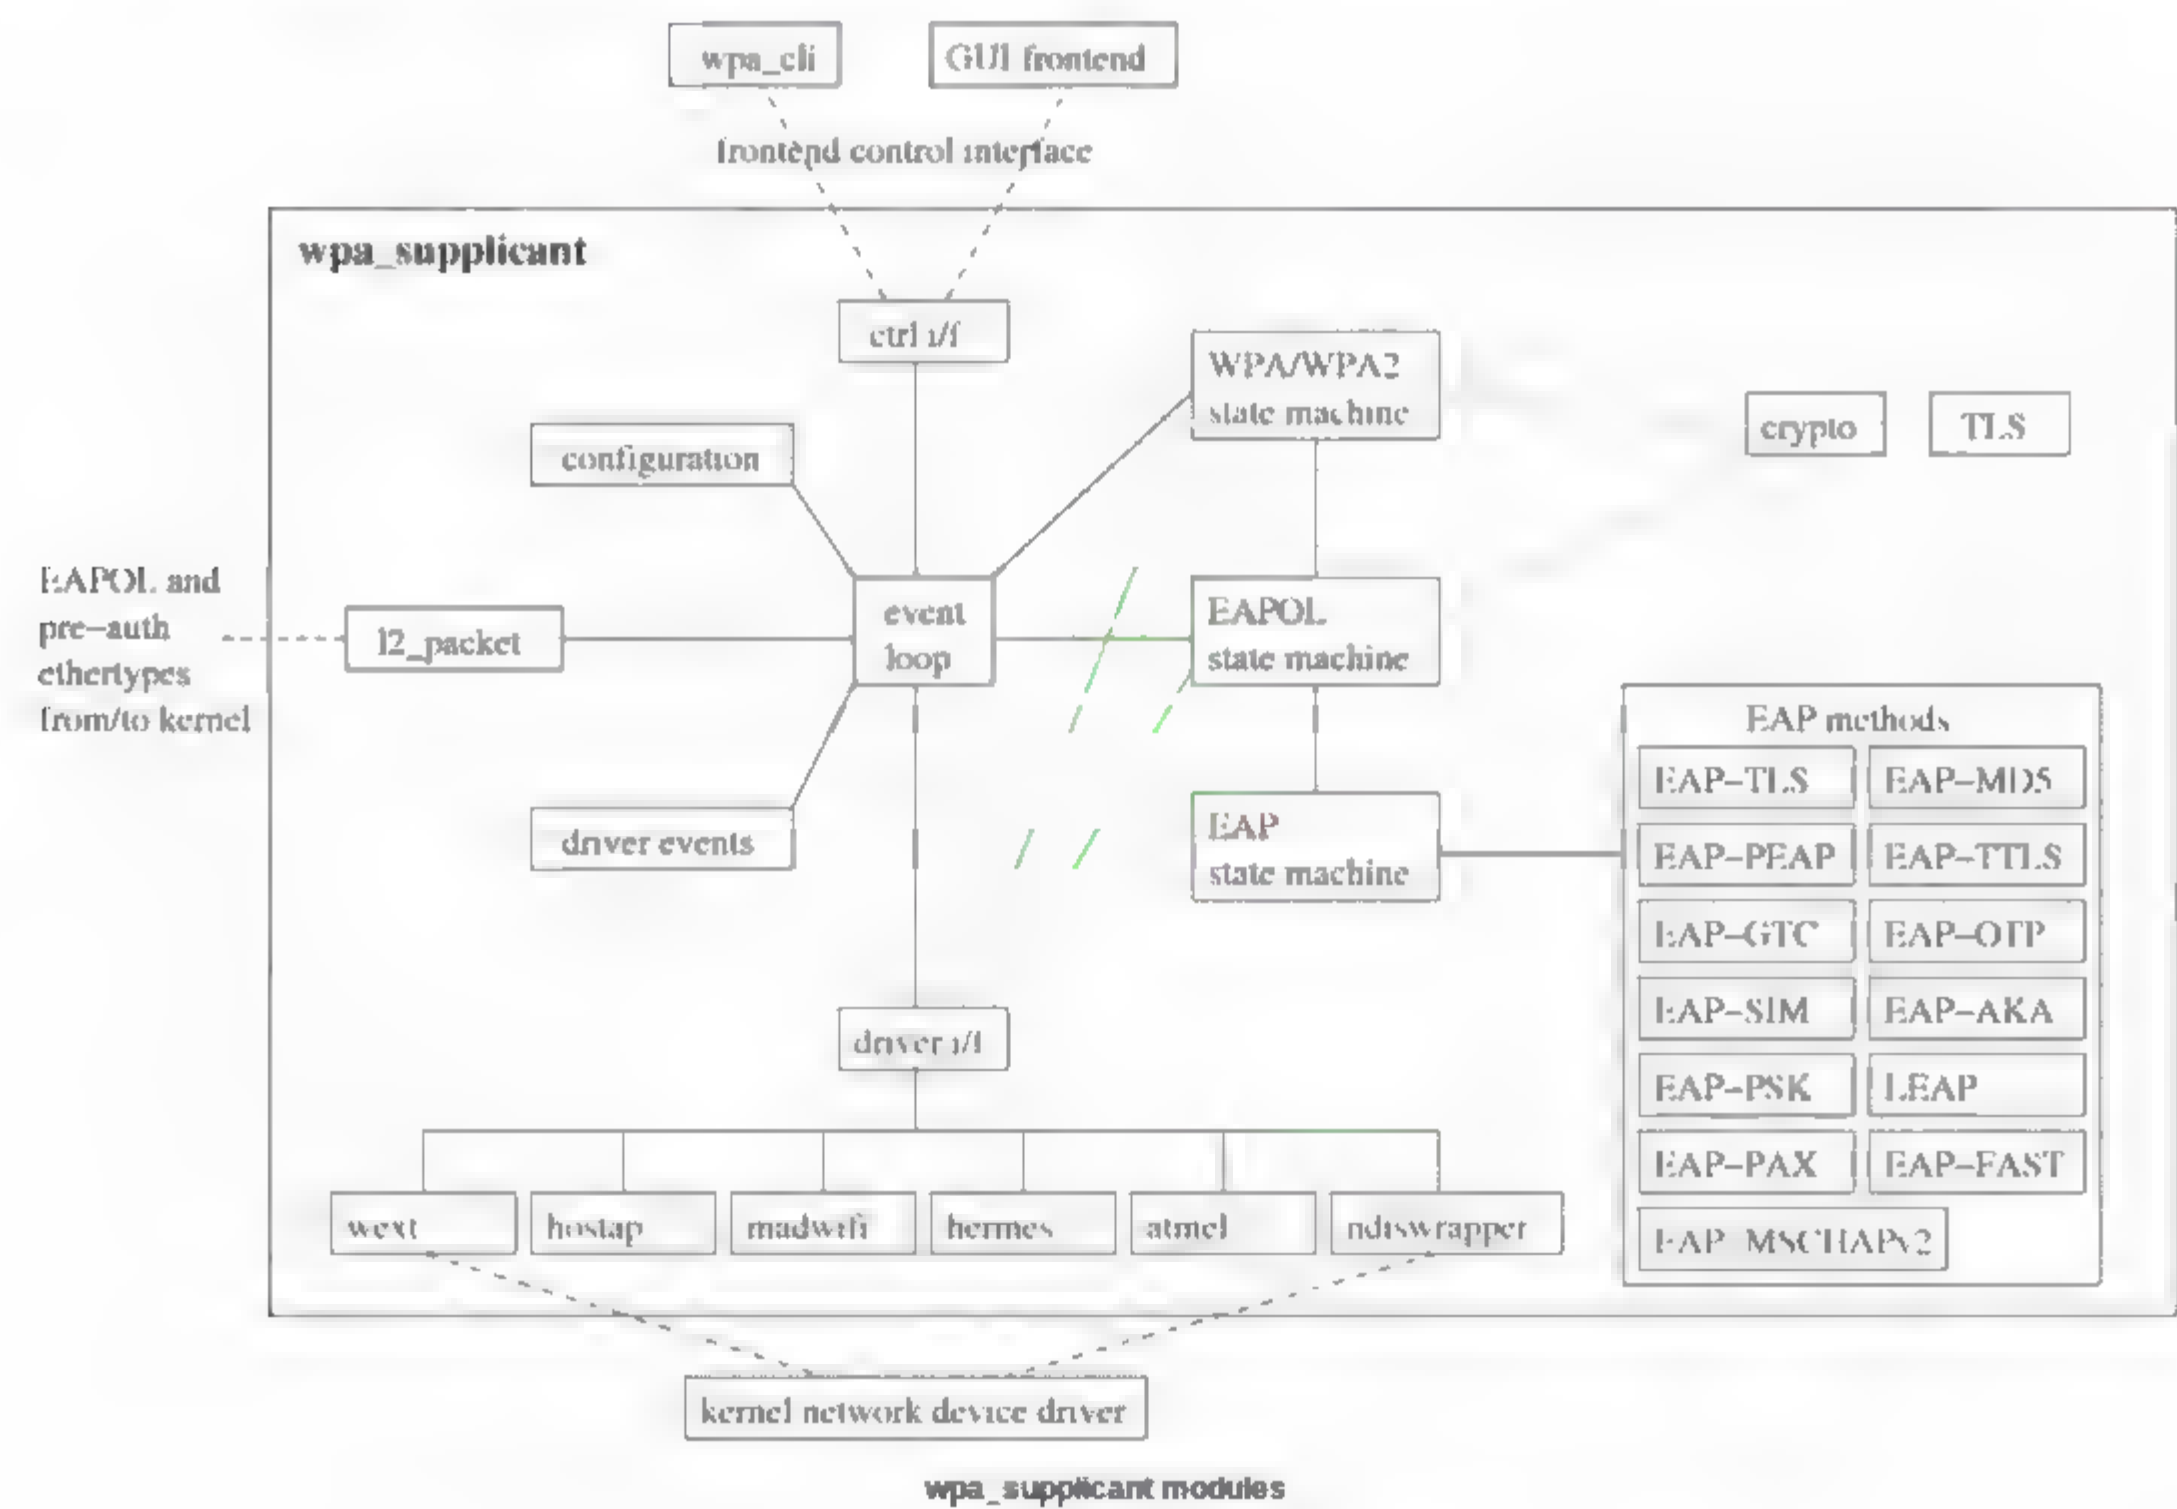 wpa_cli
GUI frontend
frontend control interface
wpa_supplicant
ctrl i/f
WPA/WPA2
state machine
crypto
TLS
configuration
EAPOL and
pre–auth
ethertypes
from/to kernel
l2_packet
event
loop
EAPOL
state machine
EAP methods
EAP–TLS
EAP–MD5
driver events
EAP
state machine
EAP–PEAP
EAP–TTLS
EAP–GTC
EAP–OTP
EAP–SIM
EAP–AKA
driver i/f
EAP–PSK
LEAP
EAP–PAX
EAP–FAST
wext
hostap
madwifi
hermes
atmel
ndiswrapper
EAP–MSCHAPv2
kernel network device driver
wpa_supplicant modules